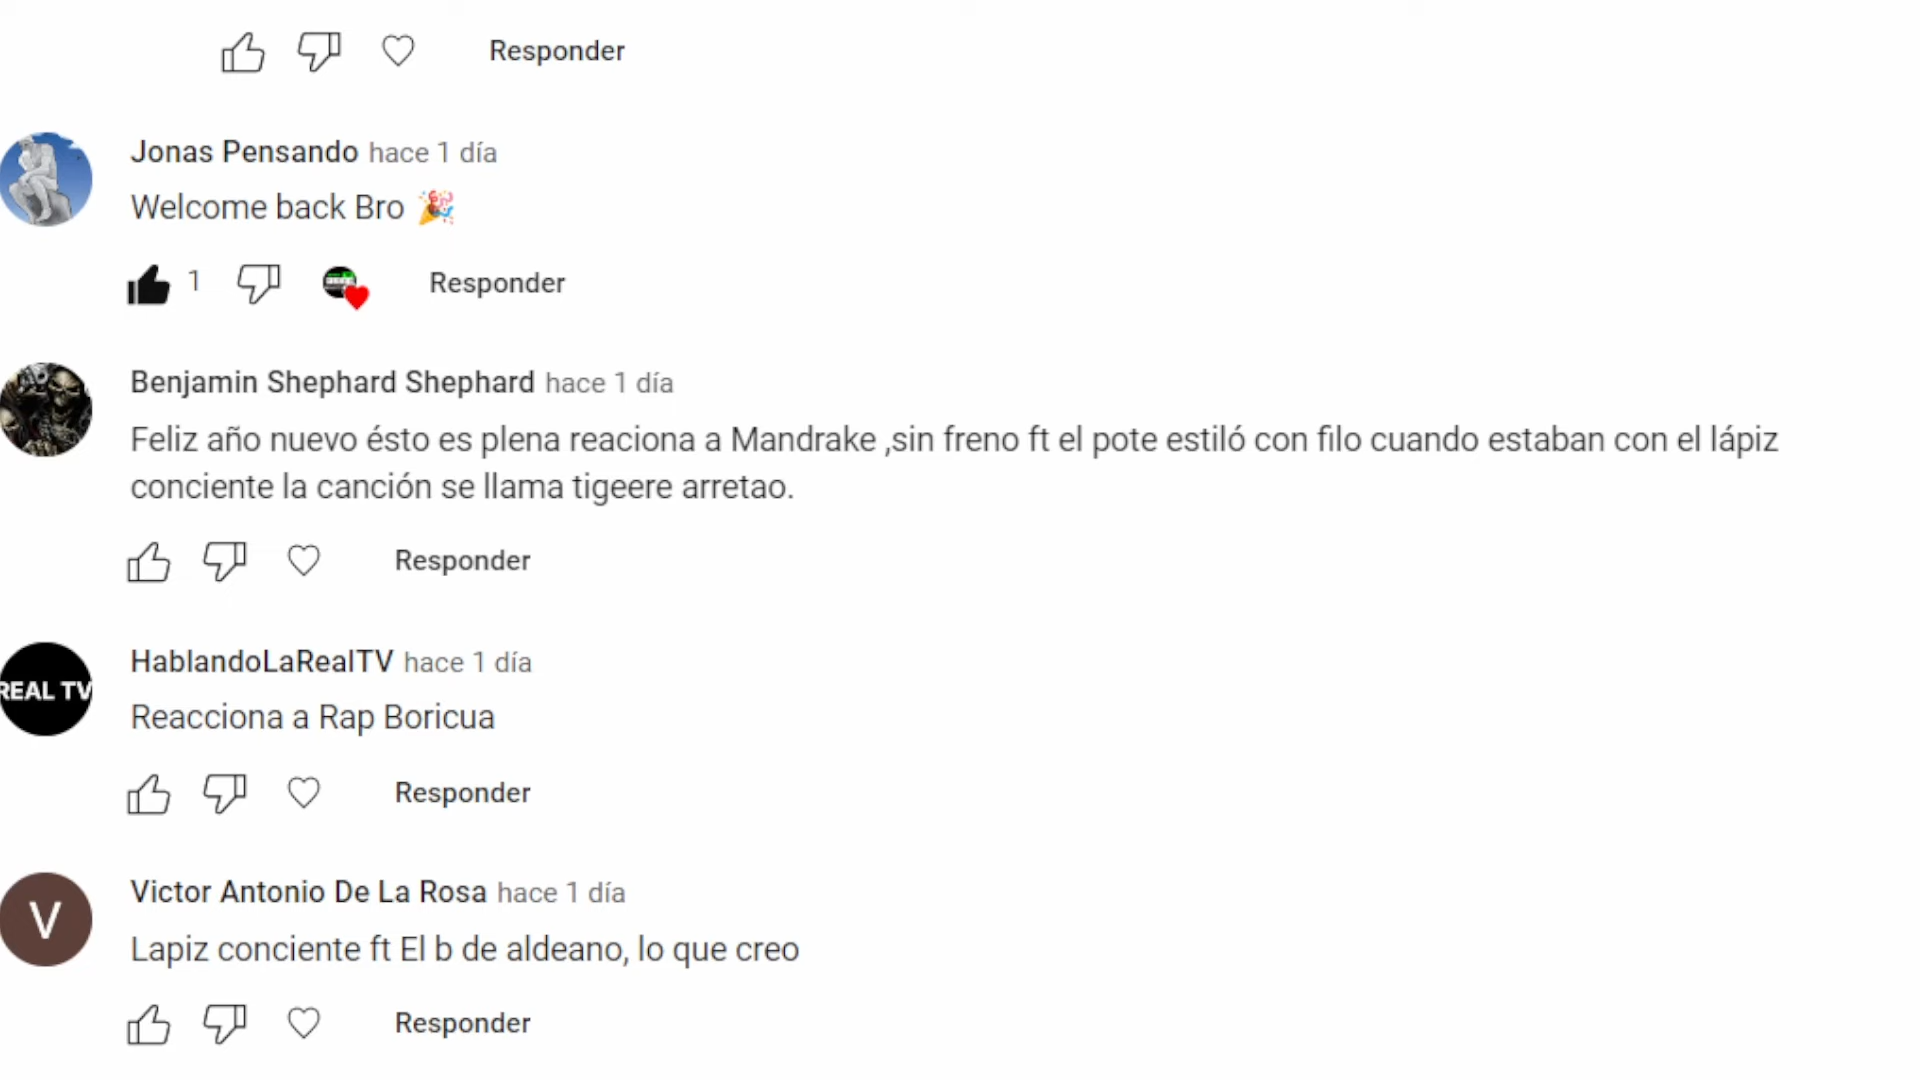 Responder
Jonas Pensando hace 1 día
Welcome back Bro 🎉
1 Responder
Benjamin Shephard Shephard hace 1 día
Feliz año nuevo ésto es plena reaciona a Mandrake ,sin freno ft el pote estiló con filo cuando estaban con el lápiz
conciente la canción se llama tigeere arretao.
Responder
HablandoLaRealTV hace 1 día
REAL TV
Reacciona a Rap Boricua
Responder
Victor Antonio De La Rosa hace 1 día
V
Lapiz conciente ft El b de aldeano, lo que creo
Responder